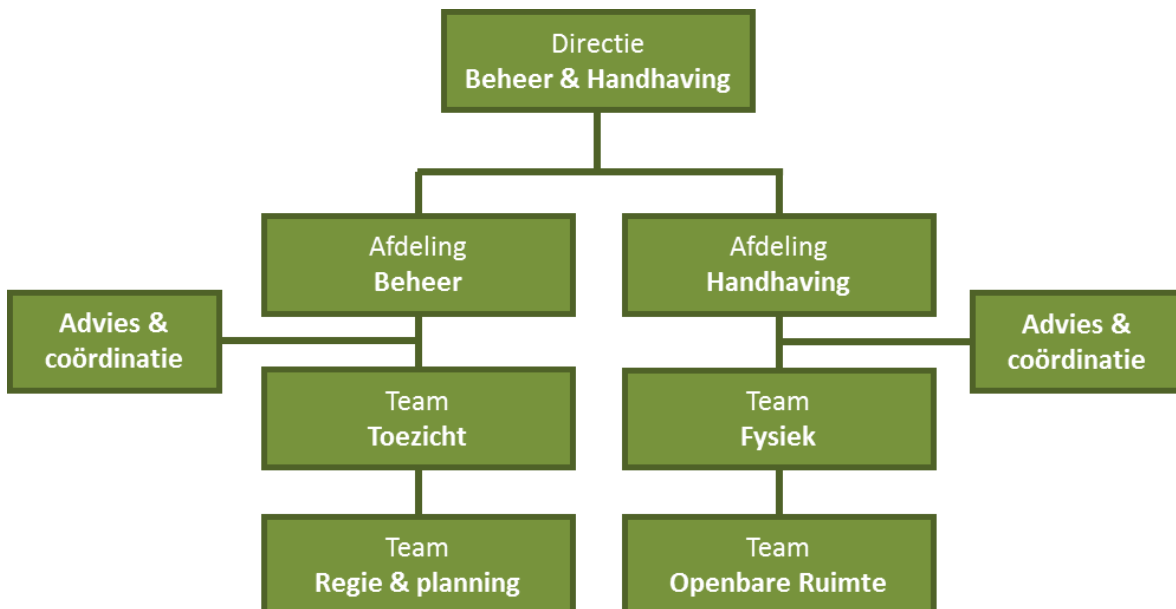 Directie
Beheer & Handhaving
Afdeling
Beheer
Afdeling
Handhaving
Advies &
coördinatie
Advies &
coördinatie
Team
Toezicht
Team
Fysiek
Team
Regie & planning
Team
Openbare Ruimte